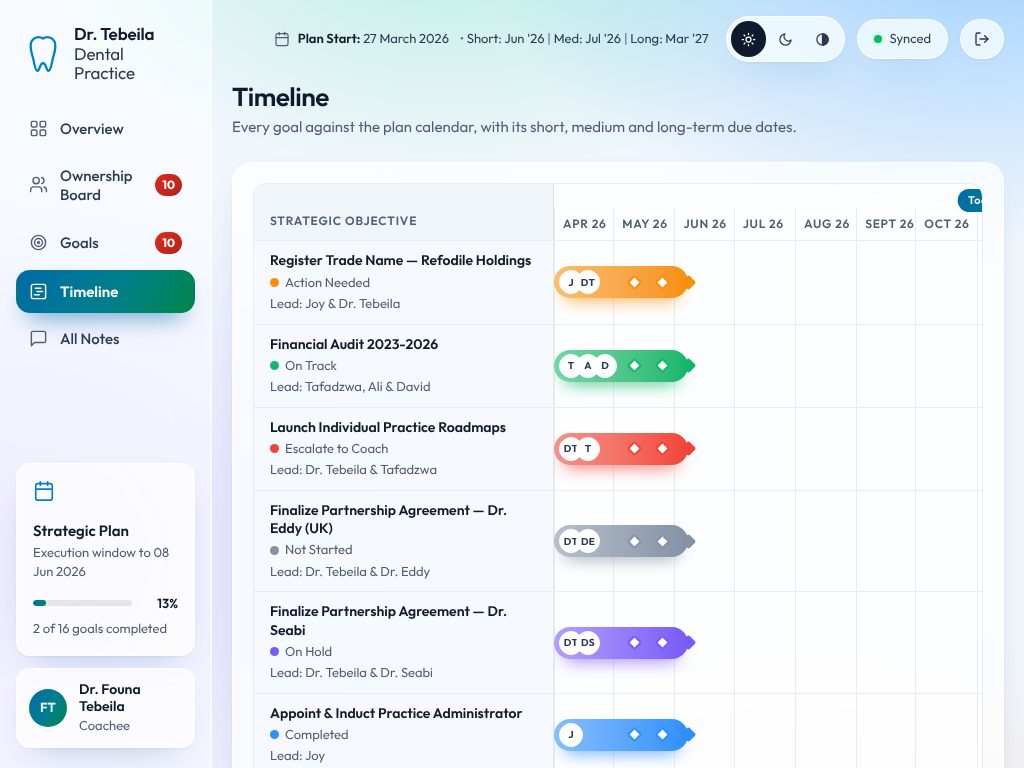 Dr. Tebeila
Dental
Practice
Overview
Ownership
Board
10
Goals
10
Timeline
All Notes
Strategic Plan
Execution window to 08
Jun 2026
13%
2 of 16 goals completed
FT
Dr. Founa
Tebeila
Coachee
Plan Start: 27 March 2026 • Short: Jun '26 | Med: Jul '26 | Long: Mar '27
Synced
Timeline
Every goal against the plan calendar, with its short, medium and long-term due dates.
STRATEGIC OBJECTIVE
APR 26 MAY 26 JUN 26 JUL 26 AUG 26 SEPT 26 OCT 26
Register Trade Name — Refodile Holdings
Action Needed
Lead: Joy & Dr. Tebeila
J DT
Financial Audit 2023-2026
On Track
Lead: Tafadzwa, Ali & David
T A D
Launch Individual Practice Roadmaps
Escalate to Coach
Lead: Dr. Tebeila & Tafadzwa
DT T
Finalize Partnership Agreement — Dr.
Eddy (UK)
Not Started
Lead: Dr. Tebeila & Dr. Eddy
DT DE
Finalize Partnership Agreement — Dr.
Seabi
On Hold
Lead: Dr. Tebeila & Dr. Seabi
DT DS
Appoint & Induct Practice Administrator
Completed
Lead: Joy
J